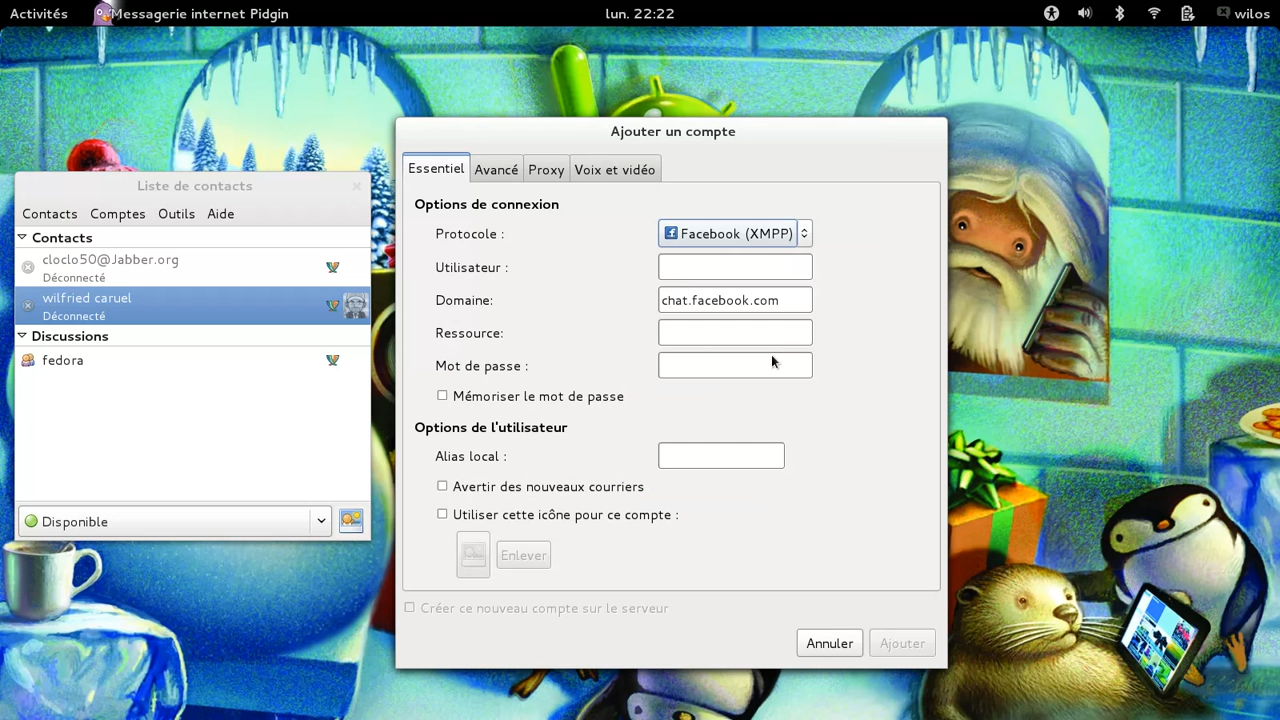 Activités
Messagerie internet Pidgin
lun. 22:22
wilos
Liste de contacts
Contacts Comptes Outils Aide
Contacts
cloclo50@Jabber.org
Déconnecté
wilfried caruel
Déconnecté
Discussions
fedora
Disponible
Ajouter un compte
Essentiel Avancé Proxy Voix et vidéo
Options de connexion
Protocole : Facebook (XMPP)
Utilisateur :
Domaine: chat.facebook.com
Ressource:
Mot de passe :
Mémoriser le mot de passe
Options de l'utilisateur
Alias local :
Avertir des nouveaux courriers
Utiliser cette icône pour ce compte :
Enlever
Créer ce nouveau compte sur le serveur
Annuler Ajouter